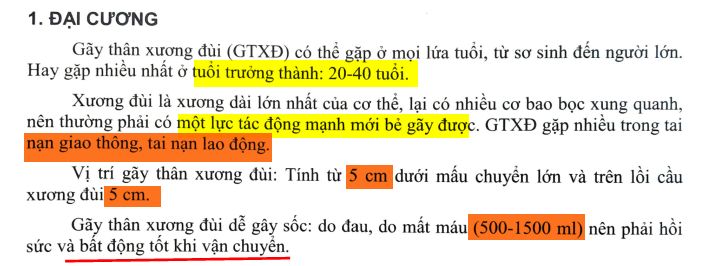 1. ĐẠI CƯƠNG
Gãy thân xương đùi (GTXĐ) có thể gặp ở mọi lứa tuổi, từ sơ sinh đến người lớn.
Hay gặp nhiều nhất ở tuổi trưởng thành: 20-40 tuổi.
Xương đùi là xương dài lớn nhất của cơ thể, lại có nhiều cơ bao bọc xung quanh,
nên thường phải có một lực tác động mạnh mới bẻ gãy được. GTXĐ gặp nhiều trong tai
nạn giao thông, tai nạn lao động.
Vị trí gãy thân xương đùi: Tính từ 5 cm dưới mấu chuyển lớn và trên lồi cầu
xương đùi 5 cm.
Gãy thân xương đùi dễ gây sốc: do đau, do mất máu (500-1500 ml) nên phải hồi
sức và bất động tốt khi vận chuyển.